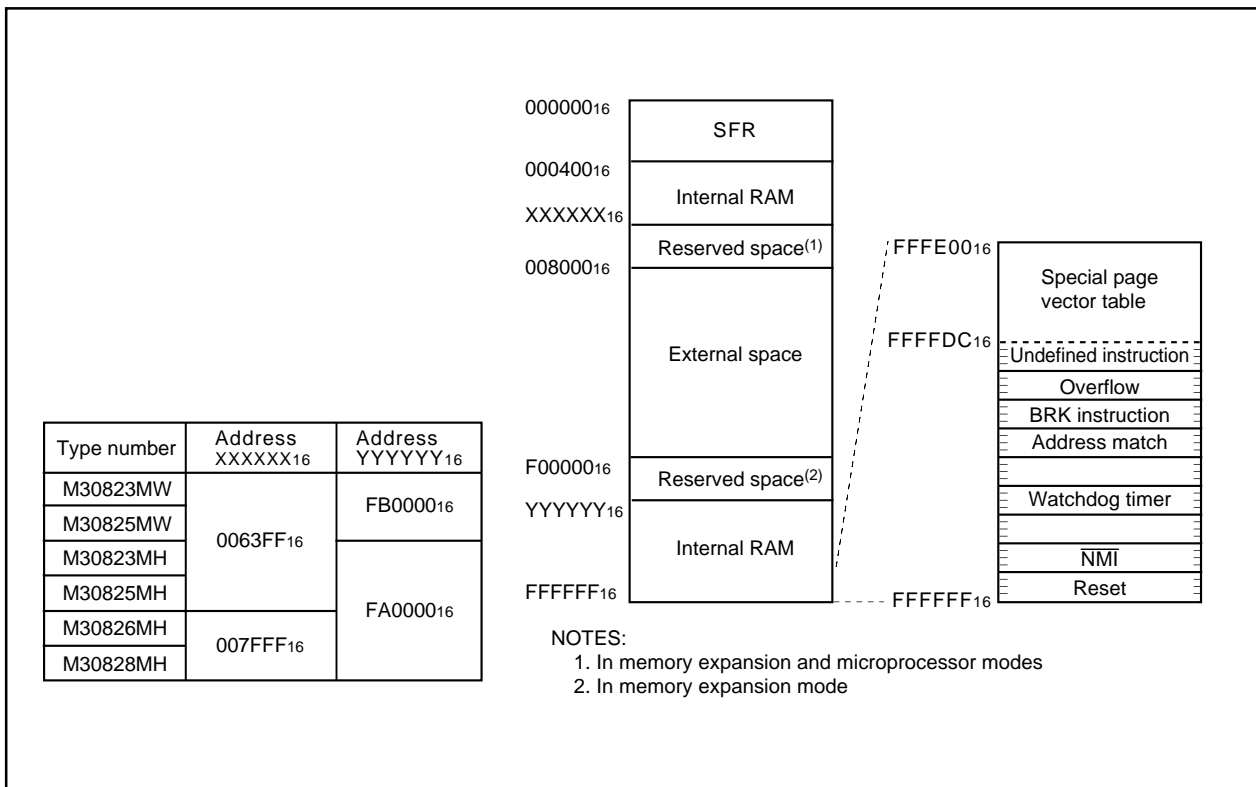 00000016
SFR
00040016
Internal RAM
XXXXXX16
Reserved space(1)
00800016
External space
F0000016
Reserved space(2)
YYYYYY16
Internal RAM
FFFFFF16
FFFE0016
Special page
vector table
FFFFDC16
Undefined instruction
Overflow
BRK instruction
Address match
Watchdog timer
NMI
Reset
FFFFFF16
Type number
Address
XXXXXX16
Address
YYYYYY16
M30823MW
M30825MW
M30823MH
M30825MH
M30826MH
M30828MH
0063FF16
007FFF16
FB000016
FA000016
NOTES:
1. In memory expansion and microprocessor modes
2. In memory expansion mode